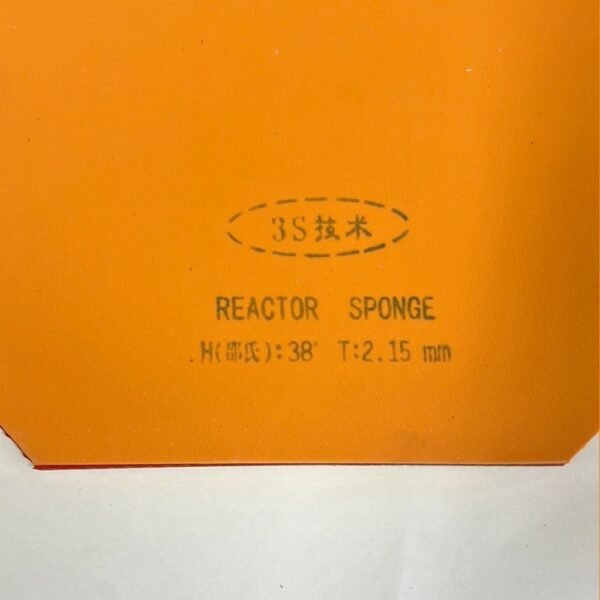 3S技术
REACTOR SPONGE
.H(邵氏):38° T:2.15 mm